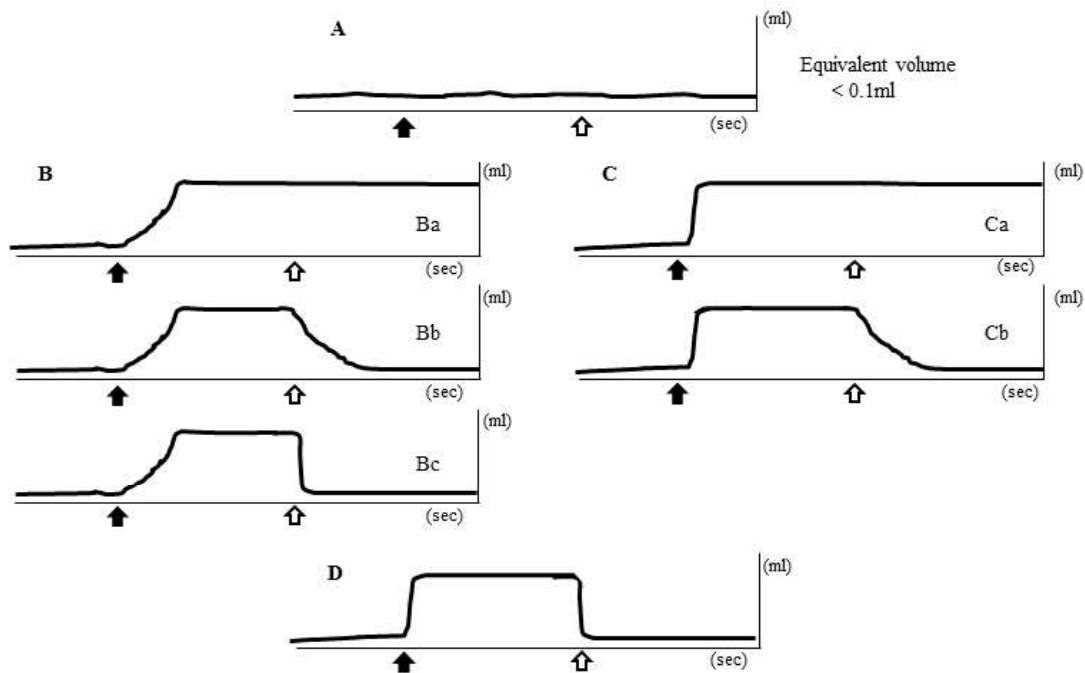 A
(ml)
Equivalent volume
< 0.1ml
(sec)
B
(ml)
Ba
(sec)
C
(ml)
Ca
(sec)
(ml)
Bb
(sec)
(ml)
Cb
(sec)
(ml)
Bc
(sec)
D
(ml)
(sec)